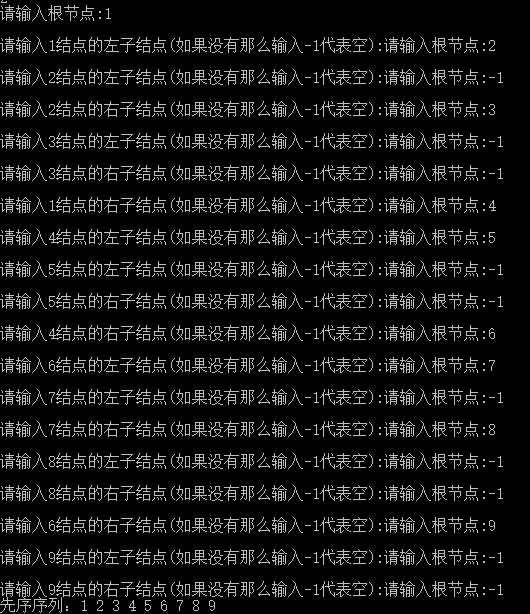 请输入根节点:1
请输入1结点的左子结点(如果没有那么输入-1代表空):请输入根节点:2
请输入2结点的左子结点(如果没有那么输入-1代表空):请输入根节点:-1
请输入2结点的右子结点(如果没有那么输入-1代表空):请输入根节点:3
请输入3结点的左子结点(如果没有那么输入-1代表空):请输入根节点:-1
请输入3结点的右子结点(如果没有那么输入-1代表空):请输入根节点:-1
请输入1结点的右子结点(如果没有那么输入-1代表空):请输入根节点:4
请输入4结点的左子结点(如果没有那么输入-1代表空):请输入根节点:5
请输入5结点的左子结点(如果没有那么输入-1代表空):请输入根节点:-1
请输入5结点的右子结点(如果没有那么输入-1代表空):请输入根节点:-1
请输入4结点的右子结点(如果没有那么输入-1代表空):请输入根节点:6
请输入6结点的左子结点(如果没有那么输入-1代表空):请输入根节点:7
请输入7结点的左子结点(如果没有那么输入-1代表空):请输入根节点:-1
请输入7结点的右子结点(如果没有那么输入-1代表空):请输入根节点:8
请输入8结点的左子结点(如果没有那么输入-1代表空):请输入根节点:-1
请输入8结点的右子结点(如果没有那么输入-1代表空):请输入根节点:-1
请输入6结点的右子结点(如果没有那么输入-1代表空):请输入根节点:9
请输入9结点的左子结点(如果没有那么输入-1代表空):请输入根节点:-1
请输入9结点的右子结点(如果没有那么输入-1代表空):请输入根节点:-1
先序序列: 1 2 3 4 5 6 7 8 9